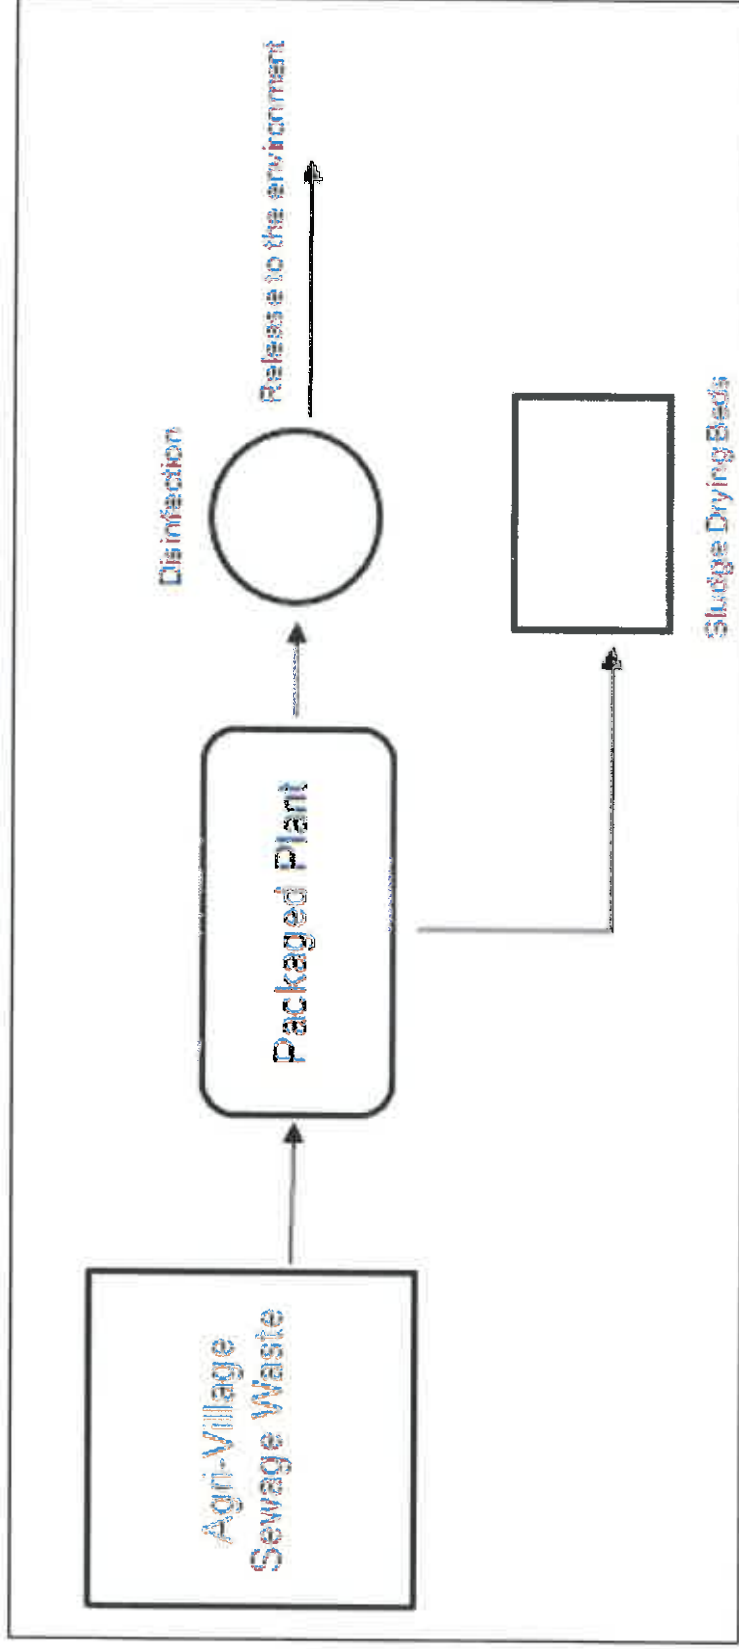 Agri-Village
Sewage Waste
Packaged Plant
Disinfection
Release to the environment
Sludge Drying Beds